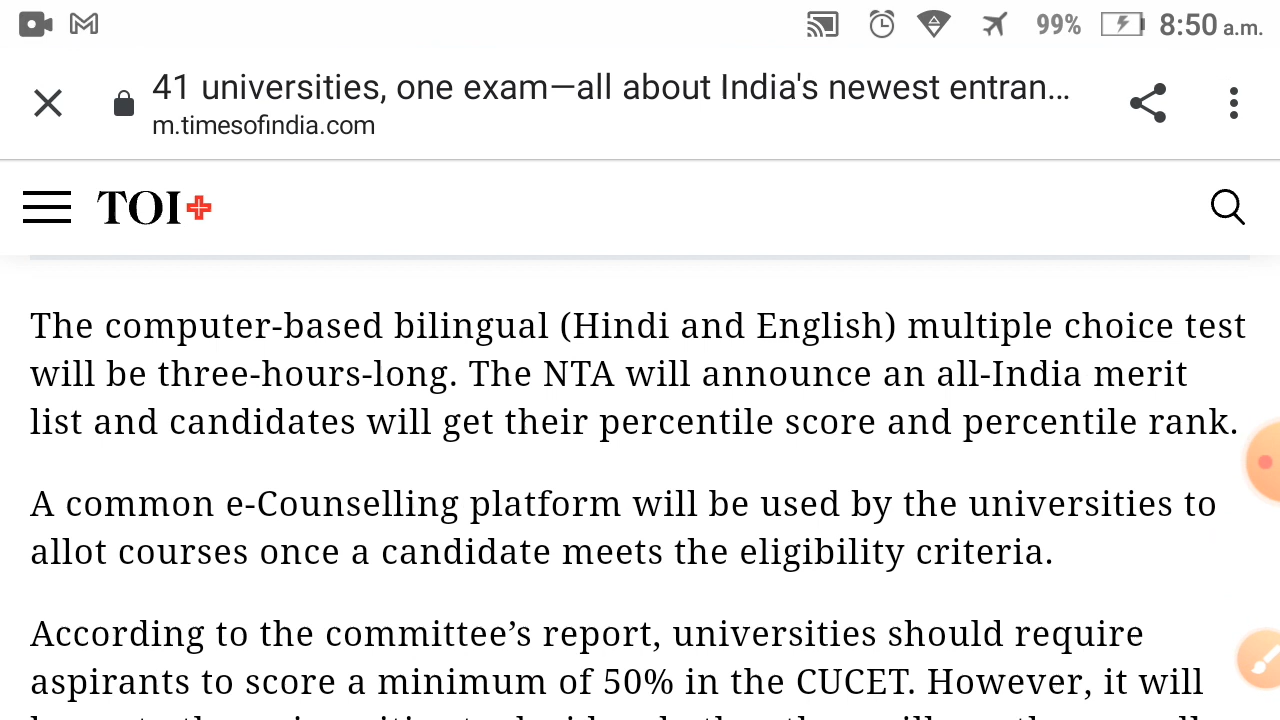 99% 8:50 a.m.
41 universities, one exam—all about India's newest entran...
m.timesofindia.com
TOI+
The computer-based bilingual (Hindi and English) multiple choice test
will be three-hours-long. The NTA will announce an all-India merit
list and candidates will get their percentile score and percentile rank.
A common e-Counselling platform will be used by the universities to
allot courses once a candidate meets the eligibility criteria.
According to the committee’s report, universities should require
aspirants to score a minimum of 50% in the CUCET. However, it will